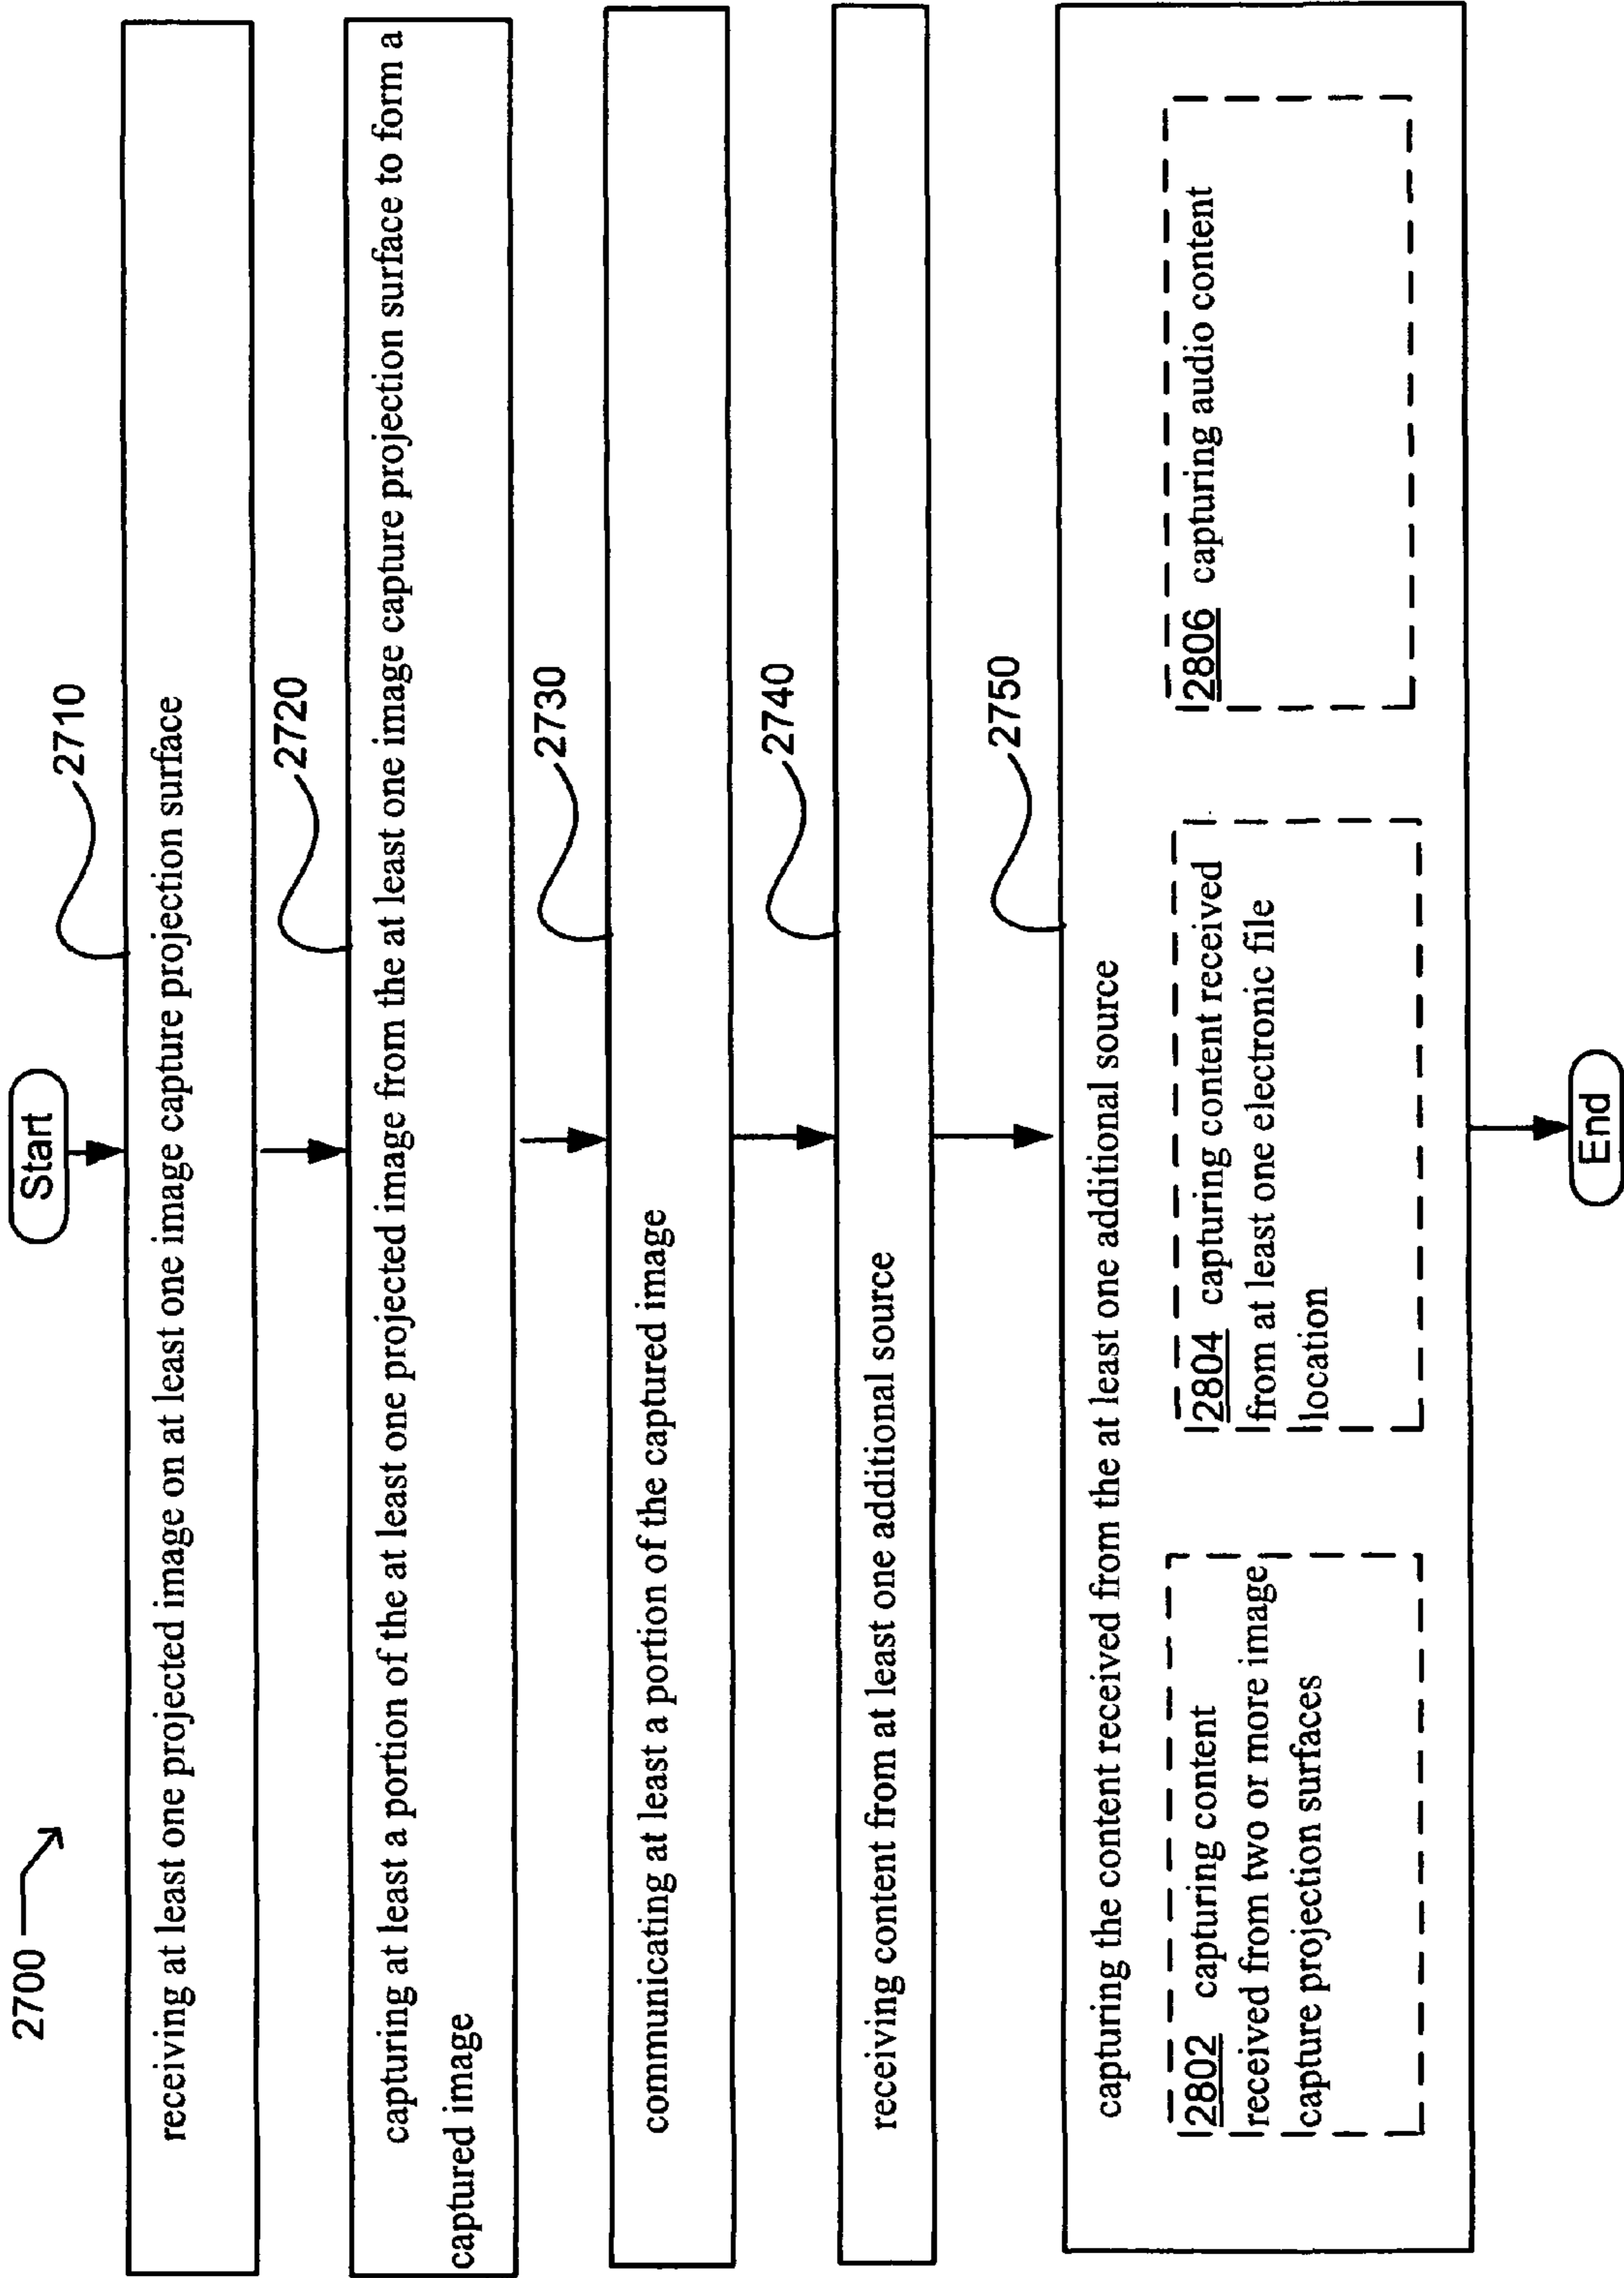 2700
Start
2710
receiving at least one projected image on at least one image capture projection surface
2720
capturing at least a portion of the at least one projected image from the at least one image capture projection surface to form a
captured image
2730
communicating at least a portion of the captured image
2740
receiving content from at least one additional source
2750
capturing the content received from the at least one additional source
2802 capturing content
received from two or more image
capture projection surfaces
2804 capturing content received
from at least one electronic file
location
2806 capturing audio content
End